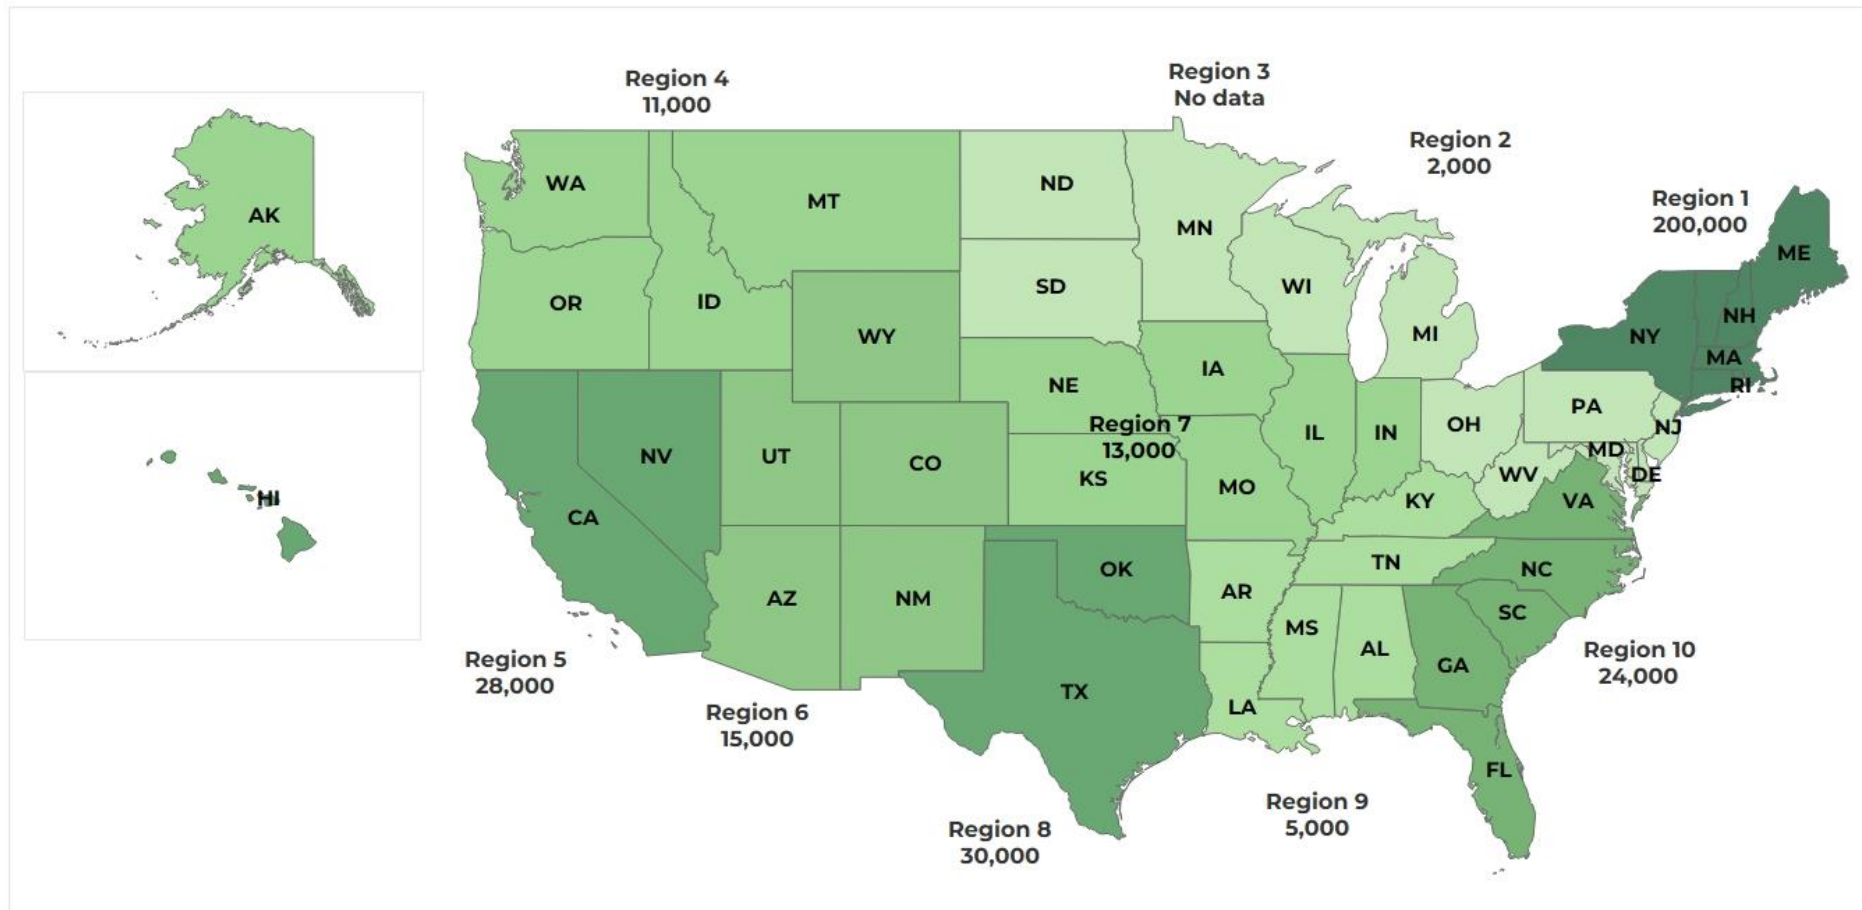 Region 3
No data
Region 4
11,000
Region 2
2,000
Region 1
200,000
AK
WA
MT
ND
MN
ME
OR
ID
SD
WI
NH
WY
MI
NY
MA
NE
IA
RI
PA
Region 7
13,000
OH
NJ
NV
UT
CO
IL
IN
MD
KS
WV
DE
HI
CA
MO
KY
VA
OK
TN
NC
AZ
NM
AR
SC
MS
AL
GA
Region 5
28,000
Region 10
24,000
TX
LA
Region 6
15,000
FL
Region 9
5,000
Region 8
30,000